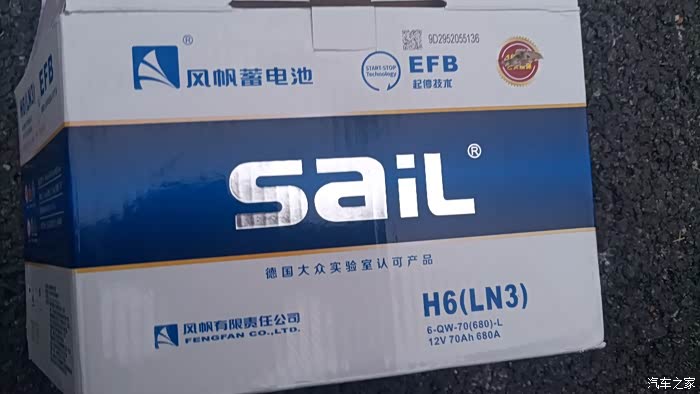 EFB
风帆蓄电池®
9D2952055136
START-STOP
Technology
EFB
起停技术
SaiL®
德国大众实验室认可产品
风帆有限责任公司
FENGFAN CO.,LTD.
H6(LN3)
6-QW-70(680)-L
12V 70Ah 680A
汽车之家